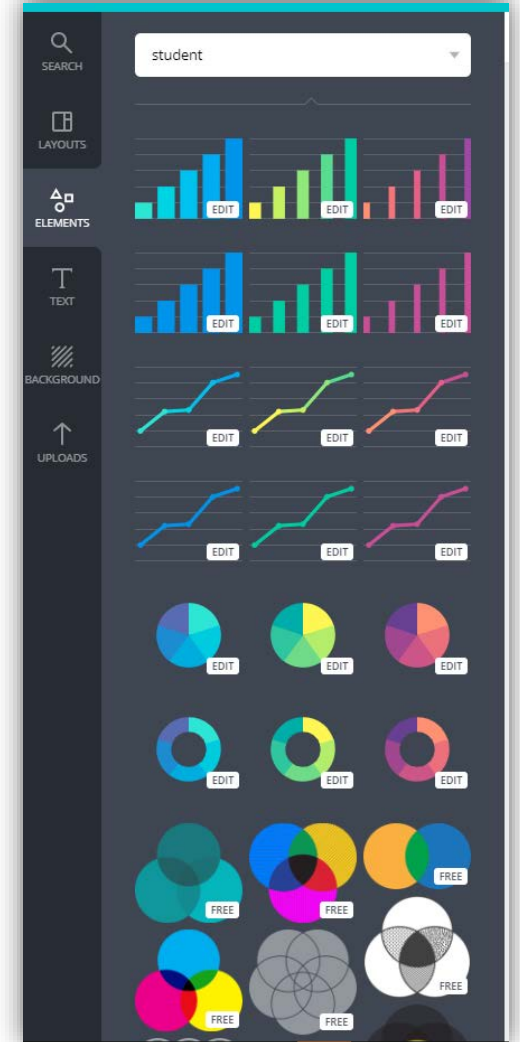 SEARCH
student
LAYOUTS
ELEMENTS
TEXT
BACKGROUND
UPLOADS
EDIT EDIT EDIT
EDIT EDIT EDIT
EDIT EDIT EDIT
EDIT EDIT EDIT
EDIT EDIT EDIT
EDIT EDIT EDIT
FREE FREE FREE
FREE FREE FREE